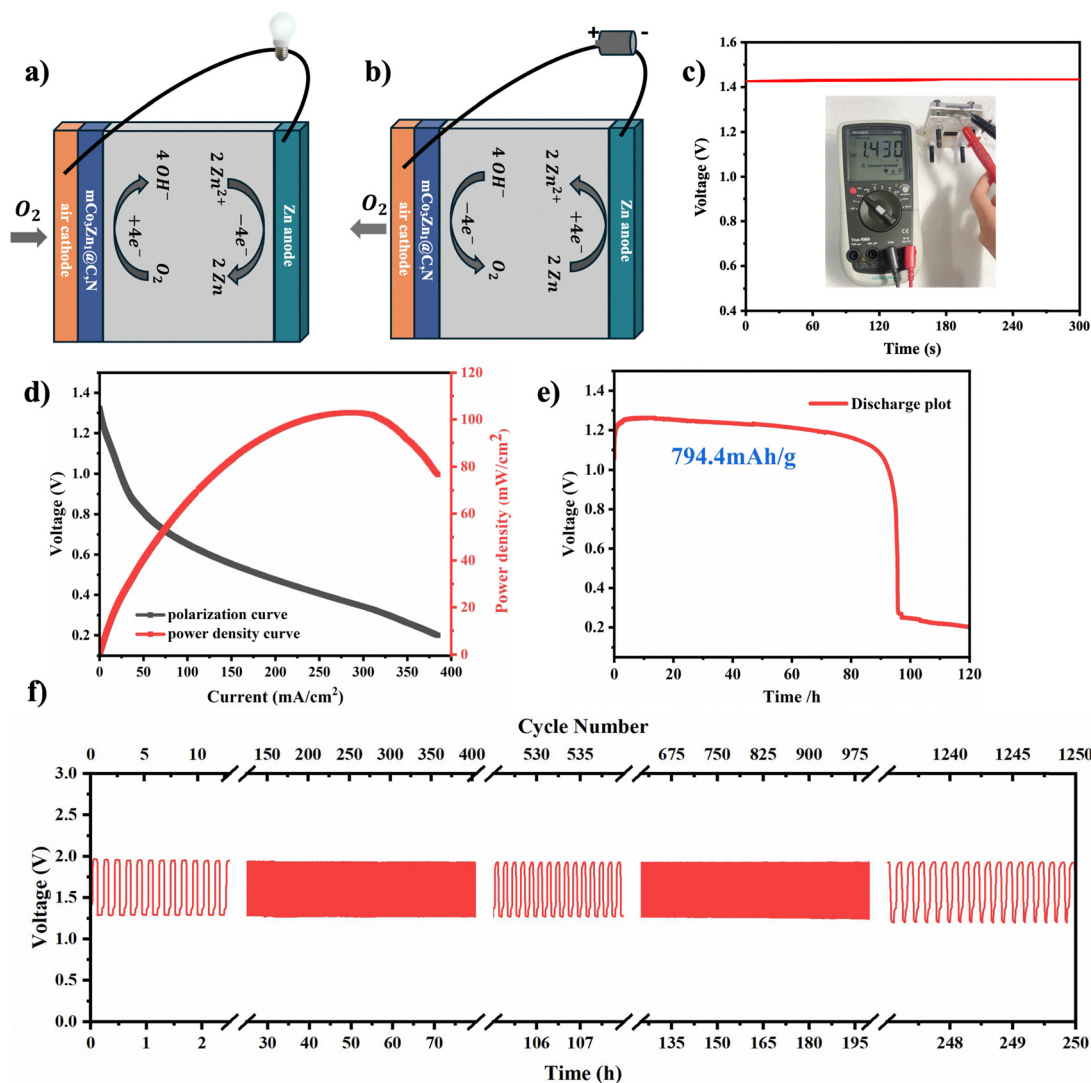 a)
O₂
air cathode
mCo₃Zn₁@C,N
4 OH⁻
+4e⁻
O₂
2 Zn²⁺
−4e⁻
2 Zn
Zn anode
b)
+ -
O₂
air cathode
mCo₃Zn₁@C,N
4 OH⁻
−4e⁻
O₂
2 Zn²⁺
+4e⁻
2 Zn
Zn anode
c)
Voltage (V)
1.6
1.4
1.2
1.0
0.8
0.6
0.4
1.430
True RMS
0 60 120 180 240 300
Time (s)
d)
Voltage (V)
1.4
1.2
1.0
0.8
0.6
0.4
0.2
polarization curve
power density curve
120
100
80
60
40
20
0
Power density (mW/cm²)
0 50 100 150 200 250 300 350 400
Current (mA/cm²)
e)
Voltage (V)
1.4
1.2
1.0
0.8
0.6
0.4
0.2
Discharge plot
794.4mAh/g
0 20 40 60 80 100 120
Time /h
f)
Cycle Number
0 5 10 150 200 250 300 350 400 530 535 675 750 825 900 975 1240 1245 1250
Voltage (V)
3.0
2.5
2.0
1.5
1.0
0.5
0.0
0 1 2 30 40 50 60 70 106 107 135 145 155 165 175 185 195 248 249 250
Time (h)